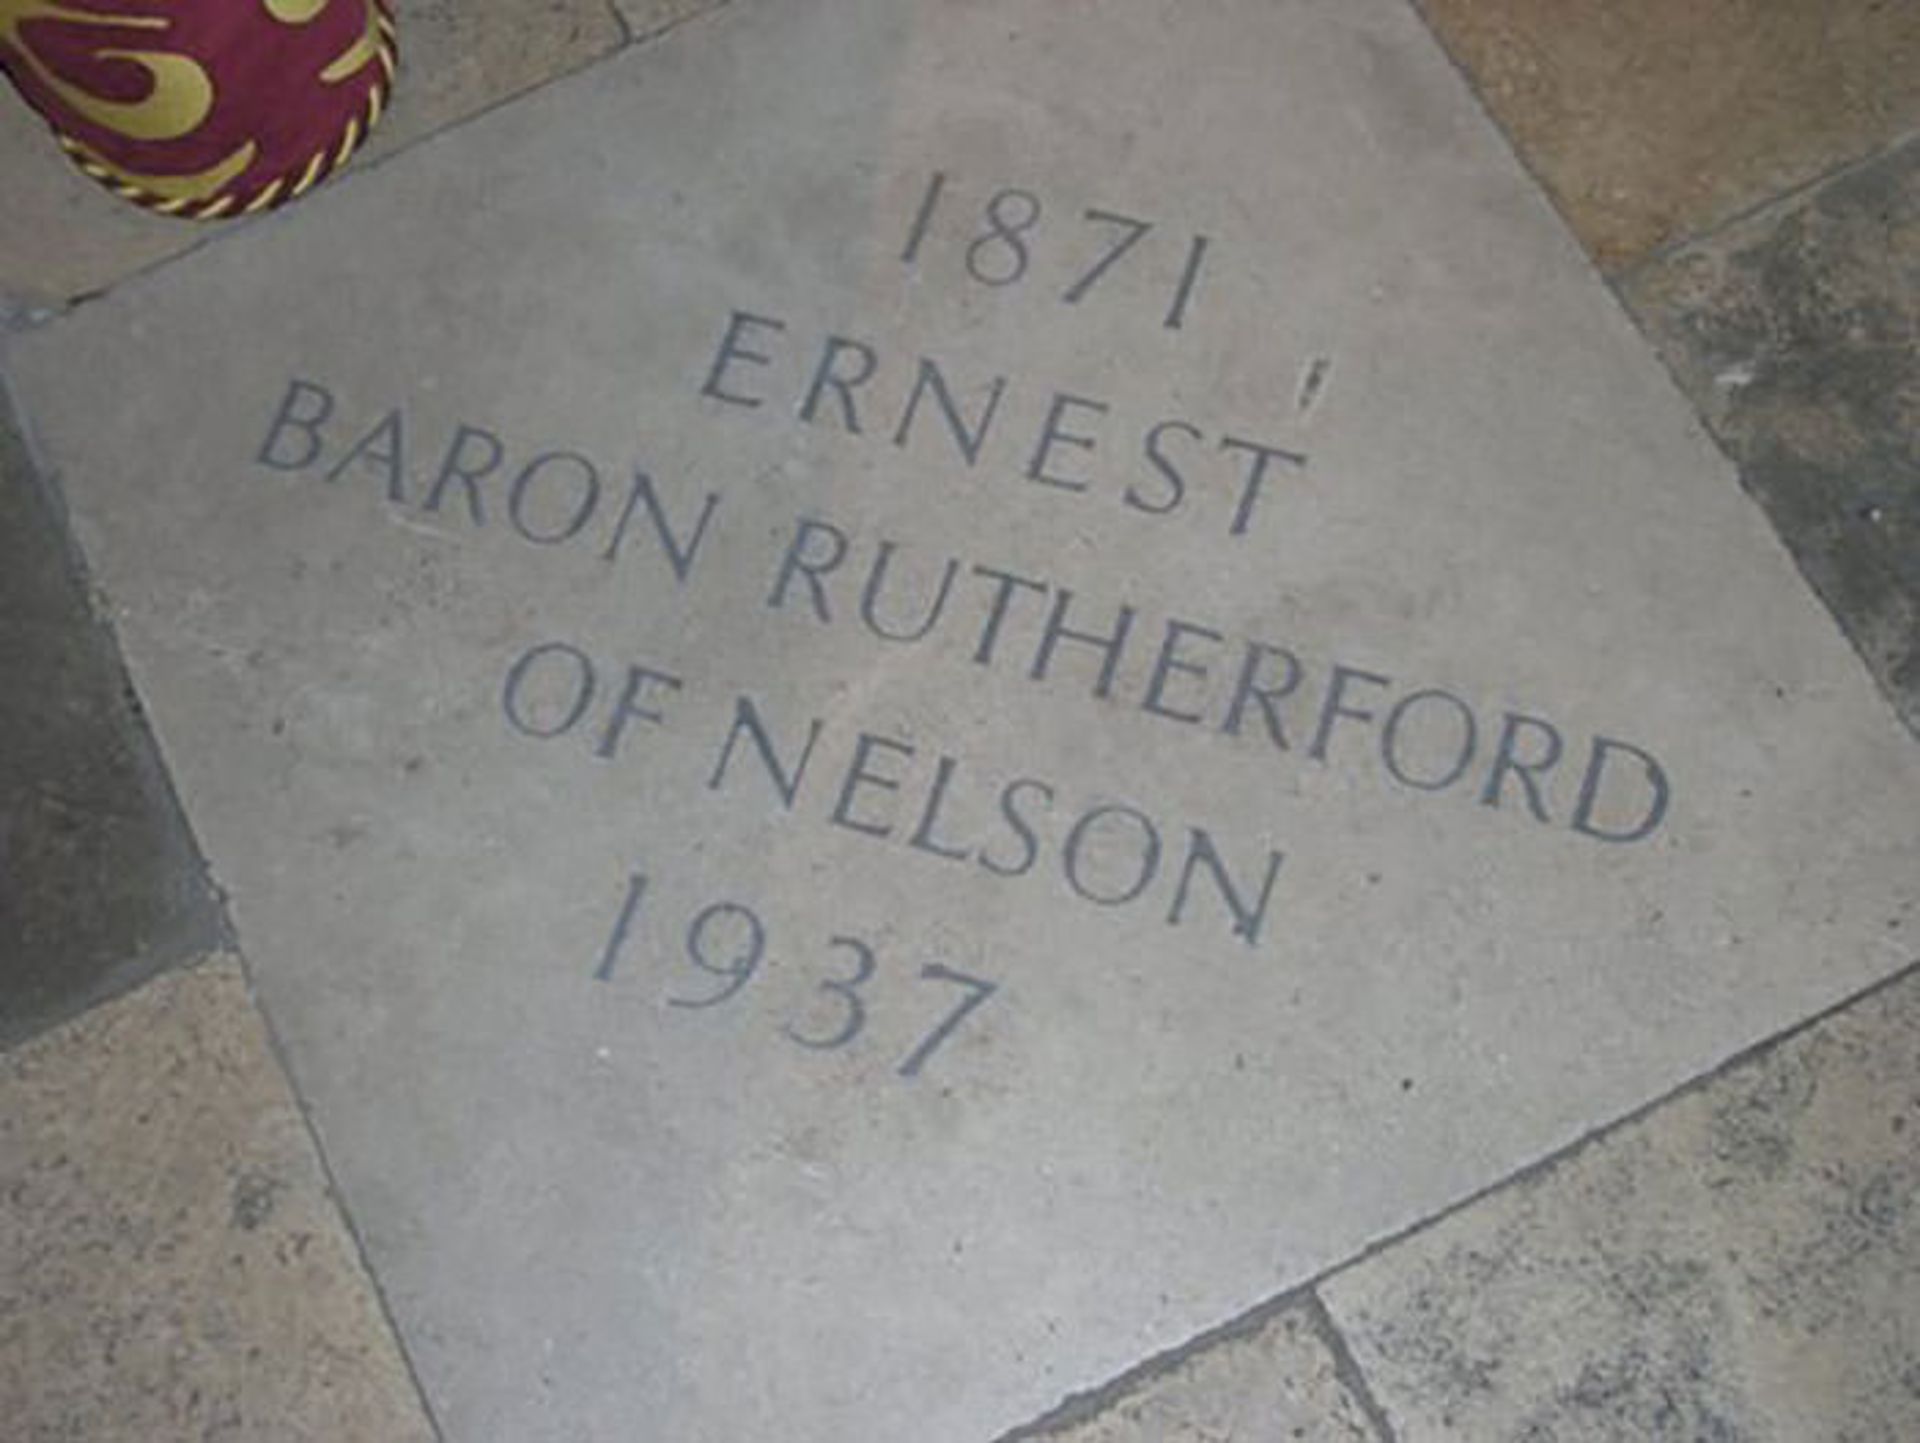 1871
ERNEST
BARON RUTHERFORD
OF NELSON
1937